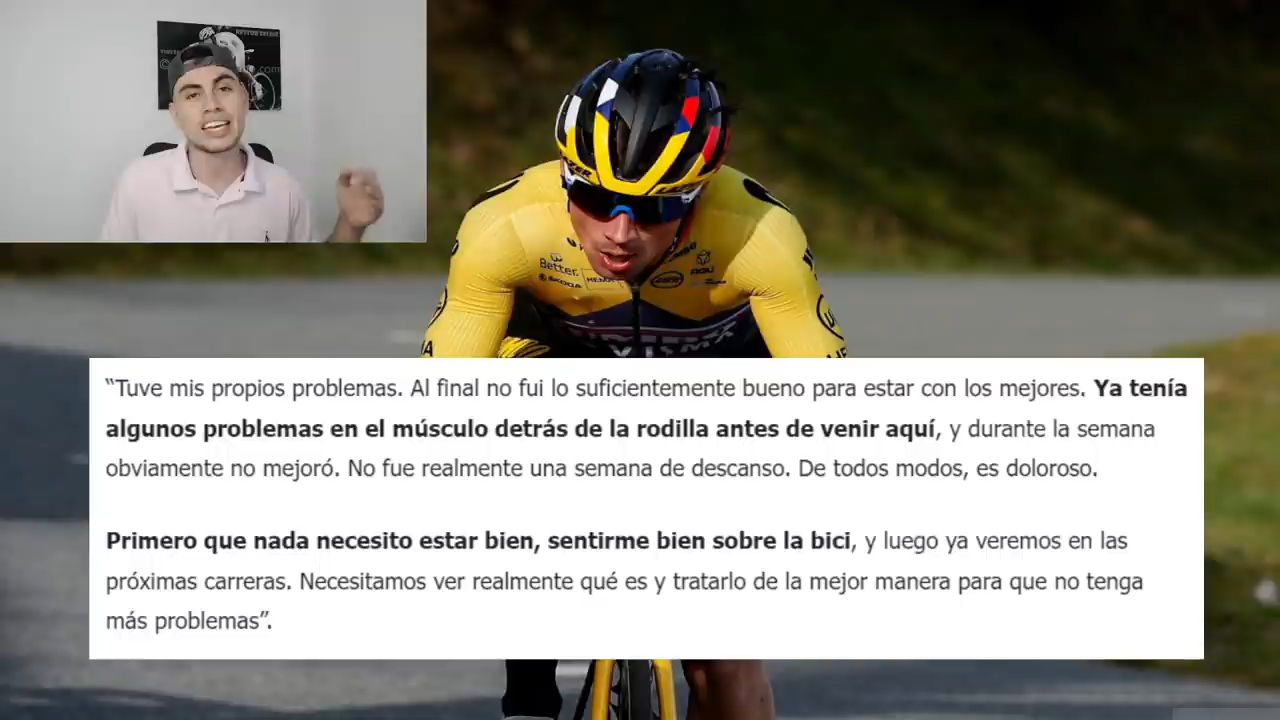 Better.
ŠKODA
AGU
“Tuve mis propios problemas. Al final no fui lo suficientemente bueno para estar con los mejores. Ya tenía
algunos problemas en el músculo detrás de la rodilla antes de venir aquí, y durante la semana
obviamente no mejoró. No fue realmente una semana de descanso. De todos modos, es doloroso.
Primero que nada necesito estar bien, sentirme bien sobre la bici, y luego ya veremos en las
próximas carreras. Necesitamos ver realmente qué es y tratarlo de la mejor manera para que no tenga
más problemas”.